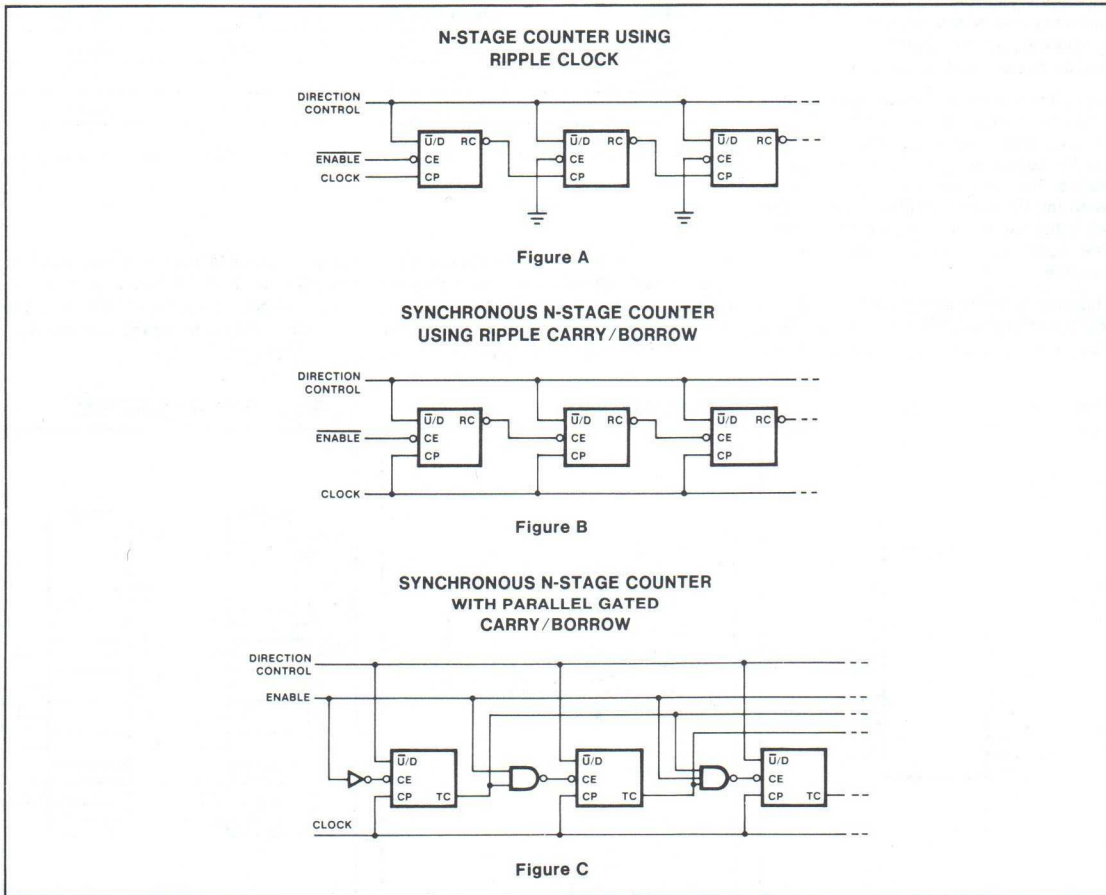 N-STAGE COUNTER USING
RIPPLE CLOCK
DIRECTION
CONTROL
U̅/D RC
U̅/D RC
U̅/D RC
E̅N̅A̅B̅L̅E̅
CE
CE
CE
CLOCK
CP
CP
CP
Figure A
SYNCHRONOUS N-STAGE COUNTER
USING RIPPLE CARRY/BORROW
DIRECTION
CONTROL
U̅/D RC
U̅/D RC
U̅/D RC
E̅N̅A̅B̅L̅E̅
CE
CE
CE
CP
CP
CP
CLOCK
Figure B
SYNCHRONOUS N-STAGE COUNTER
WITH PARALLEL GATED
CARRY/BORROW
DIRECTION
CONTROL
ENABLE
U̅/D
U̅/D
U̅/D
CE
CE
CE
CP TC
CP TC
CP TC
CLOCK
Figure C